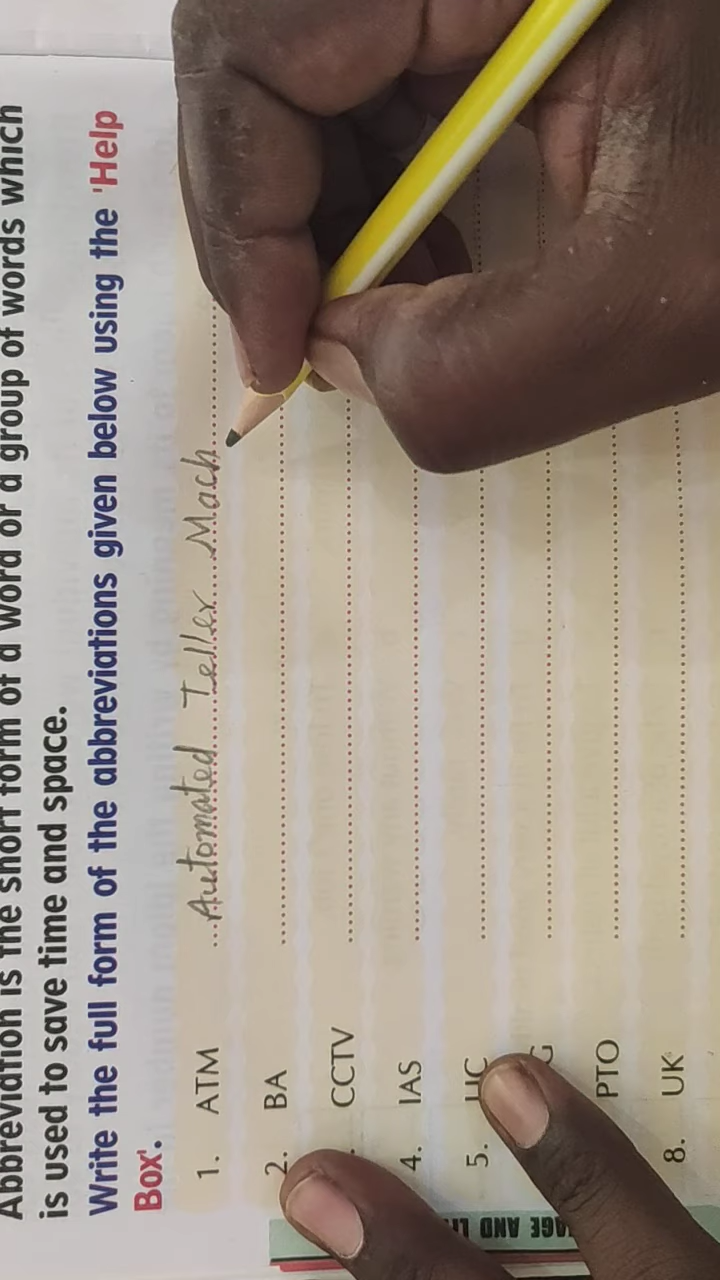 Abbreviation is the short form of a word or a group of words which
is used to save time and space.
Write the full form of the abbreviations given below using the 'Help
Box'.
1. ATM Automated Teller Mach
2. BA
CCTV
4. IAS
5.
PTO
8. UK
AGE AND